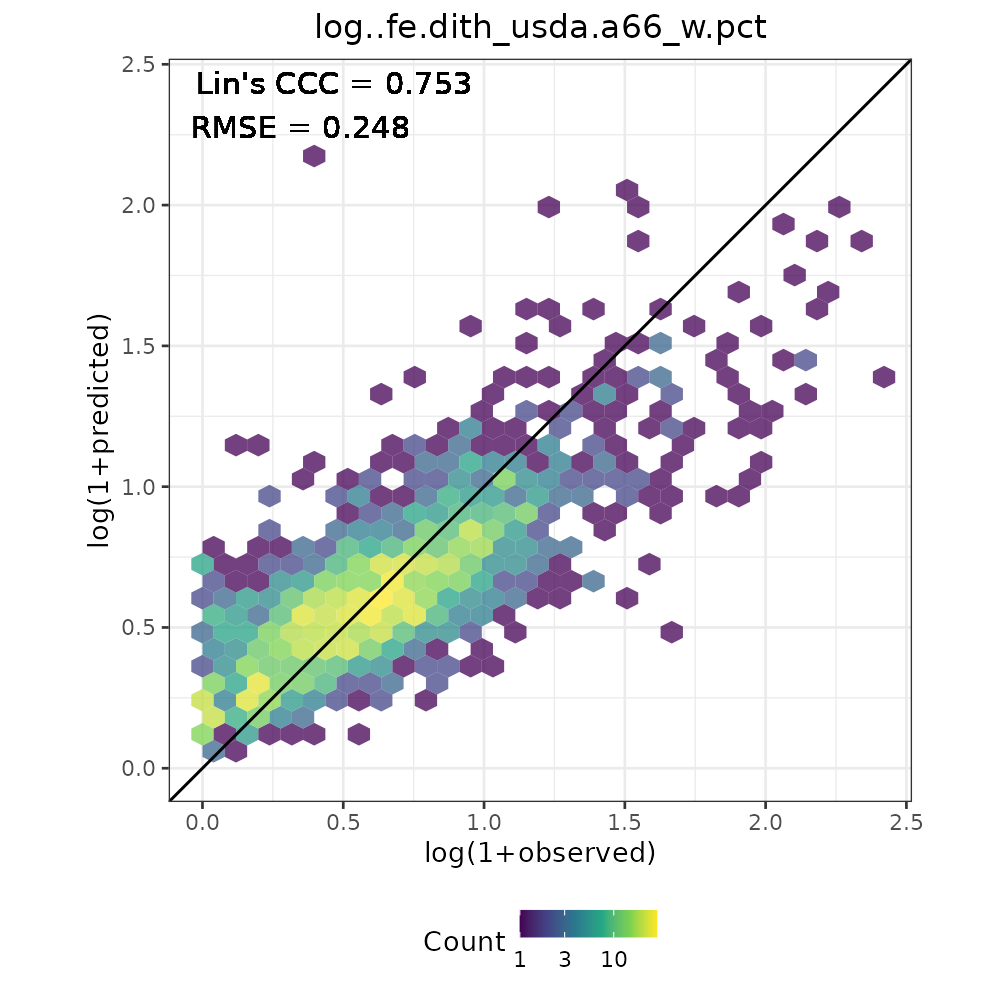 log..fe.dith_usda.a66_w.pct
Lin's CCC = 0.753
RMSE = 0.248
log(1+predicted)
2.5
2.0
1.5
1.0
0.5
0.0
0.0 0.5 1.0 1.5 2.0 2.5
log(1+observed)
Count
1 3 10